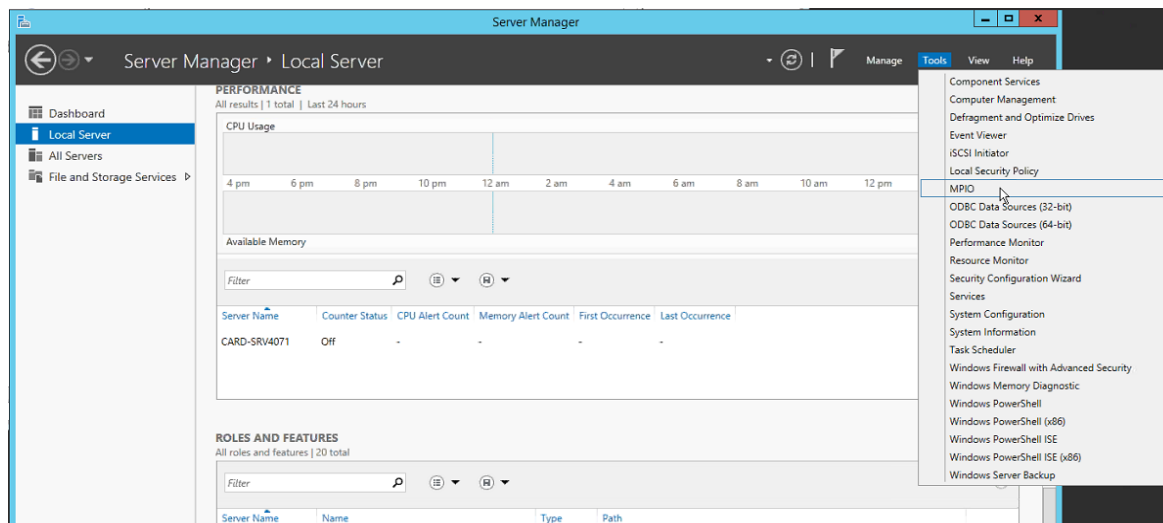 Server Manager
Server Manager ‣ Local Server
Manage Tools View Help
Dashboard
Local Server
All Servers
File and Storage Services
PERFORMANCE
All results | 1 total | Last 24 hours
CPU Usage
4 pm 6 pm 8 pm 10 pm 12 am 2 am 4 am 6 am 8 am 10 am 12 pm
Available Memory
Filter
Server Name Counter Status CPU Alert Count Memory Alert Count First Occurrence Last Occurrence
CARD-SRV4071 Off - - - -
ROLES AND FEATURES
All roles and features | 20 total
Filter
Server Name Name Type Path
Component Services
Computer Management
Defragment and Optimize Drives
Event Viewer
iSCSI Initiator
Local Security Policy
MPIO
ODBC Data Sources (32-bit)
ODBC Data Sources (64-bit)
Performance Monitor
Resource Monitor
Security Configuration Wizard
Services
System Configuration
System Information
Task Scheduler
Windows Firewall with Advanced Security
Windows Memory Diagnostic
Windows PowerShell
Windows PowerShell (x86)
Windows PowerShell ISE
Windows PowerShell ISE (x86)
Windows Server Backup